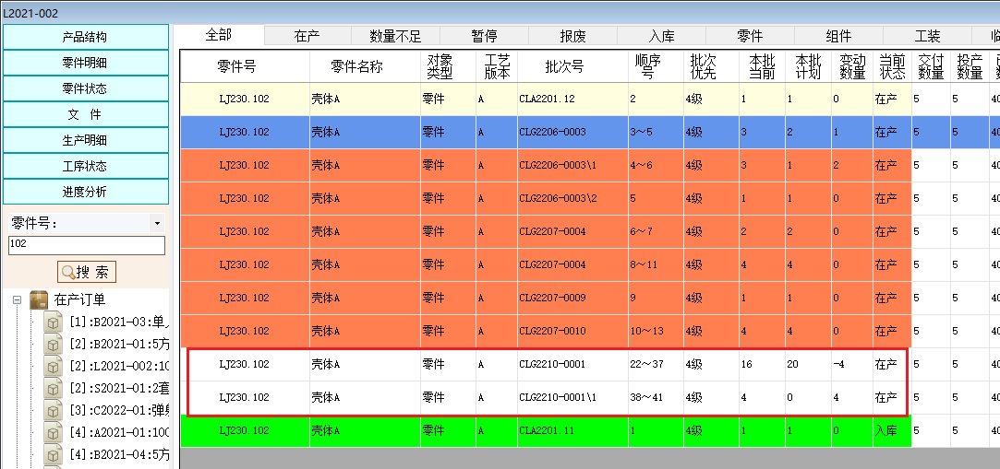 L2021-002
产品结构
零件明细
零件状态
文 件
生产明细
工序状态
进度分析
零件号：
102
搜 索
在产订单
[1]:B2021-03:单
[2]:B2021-01:5方
[2]:L2021-002:10
[2]:S2021-01:2套
[3]:C2022-01:弹射
[4]:A2021-01:100
[4]:B2021-04:5方
全部 在产 数量不足 暂停 报废 入库 零件 组件 工装 临
零件号 零件名称 对象类型 工艺版本 批次号 顺序号 批次优先 本批当前 本批计划 变动数量 当前状态 交付数量 投产数量
LJ230.102 壳体A 零件 A CLA2201.12 2 4级 1 1 0 在产 5 5 40
LJ230.102 壳体A 零件 A CLG2206-0003 3～5 4级 3 2 1 在产 5 5 40
LJ230.102 壳体A 零件 A CLG2206-0003\1 4～6 4级 3 1 2 在产 5 5 40
LJ230.102 壳体A 零件 A CLG2206-0003\2 5 4级 1 1 0 在产 5 5 40
LJ230.102 壳体A 零件 A CLG2207-0004 6～7 4级 2 2 0 在产 5 5 40
LJ230.102 壳体A 零件 A CLG2207-0004 8～11 4级 4 4 0 在产 5 5 40
LJ230.102 壳体A 零件 A CLG2207-0009 9 4级 1 1 0 在产 5 5 40
LJ230.102 壳体A 零件 A CLG2207-0010 10～13 4级 4 4 0 在产 5 5 40
LJ230.102 壳体A 零件 A CLG2210-0001 22～37 4级 16 20 -4 在产 5 5 40
LJ230.102 壳体A 零件 A CLG2210-0001\1 38～41 4级 4 0 4 在产 5 5 40
LJ230.102 壳体A 零件 A CLA2201.11 1 4级 1 1 0 入库 5 5 40